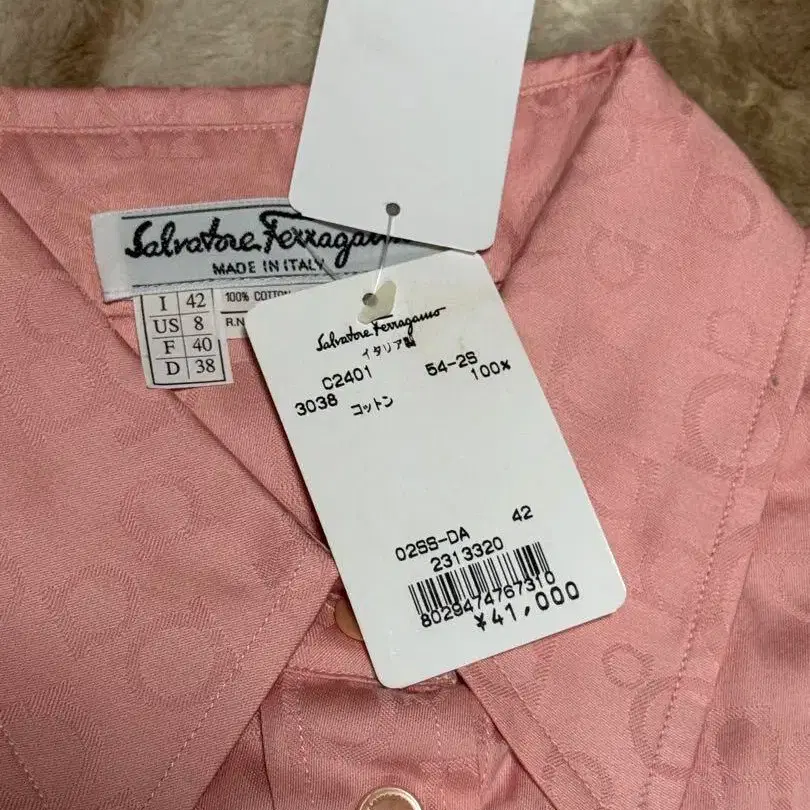 Salvatore Ferragamo
MADE IN ITALY
I 42
US 8
F 40
D 38
100% COTTON
R.N.
Salvatore Ferragamo
イタリア製
C2401 54-2S
3038 コットン 100%
02SS-DA 42
2313320
8029474767310
¥41,000